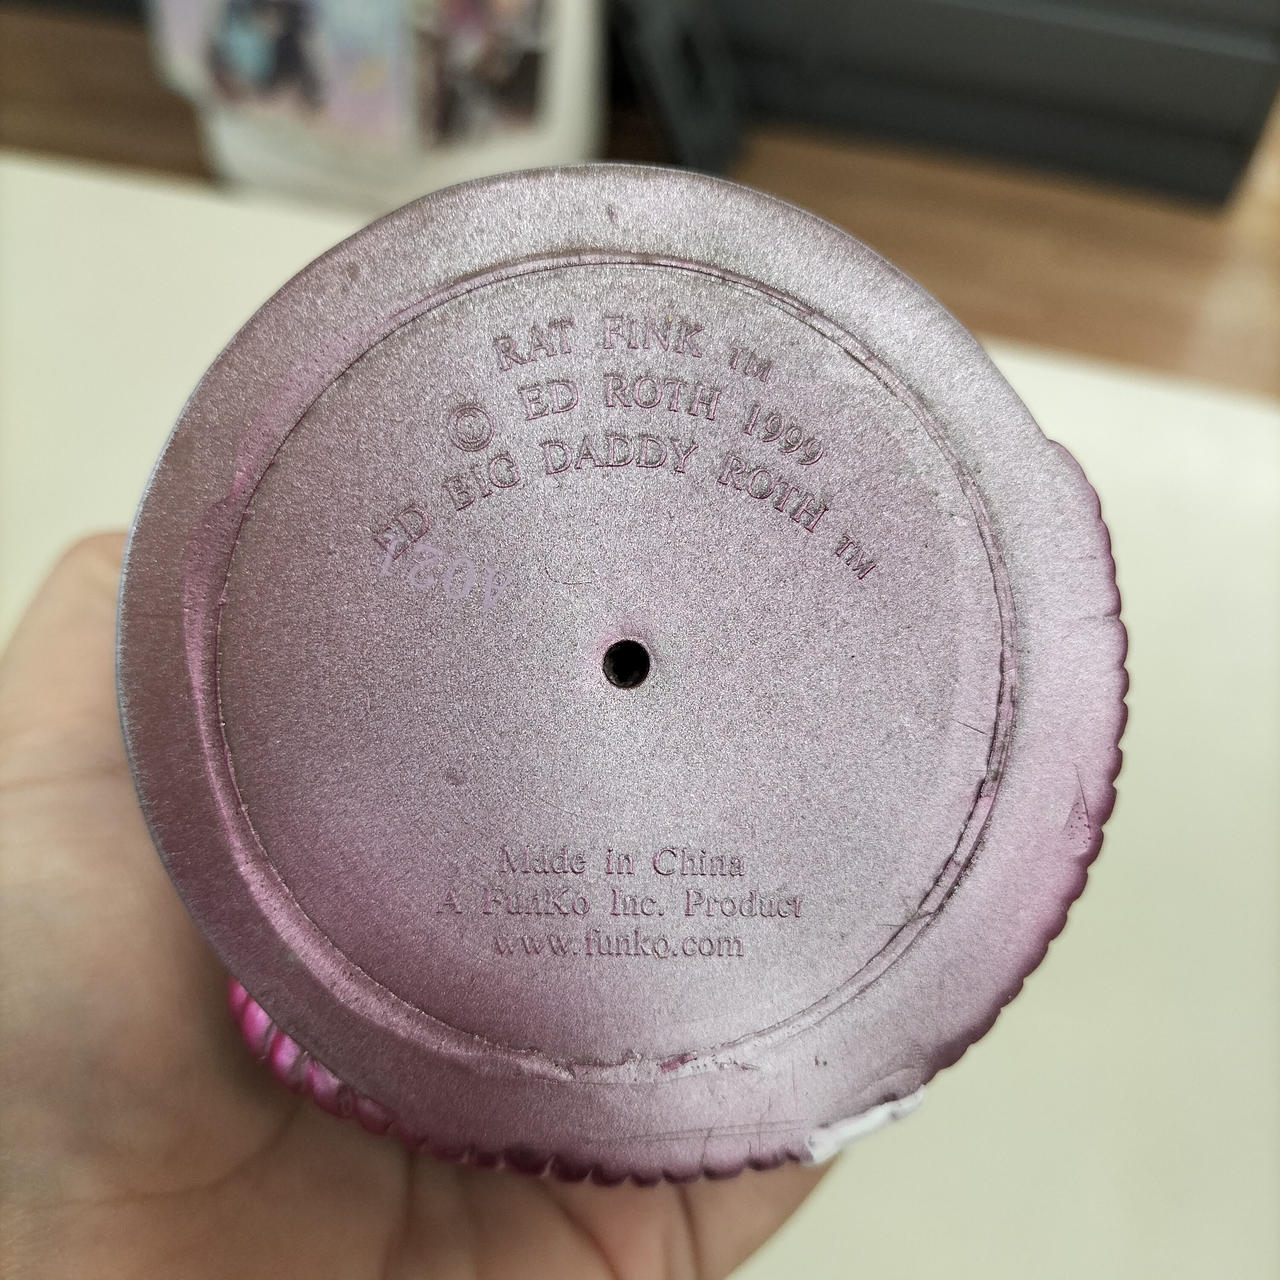 RAT FINK ™
© ED ROTH 1999
ED BIG DADDY ROTH ™
A021
Made in China
A FunKo Inc. Product
www.funko.com